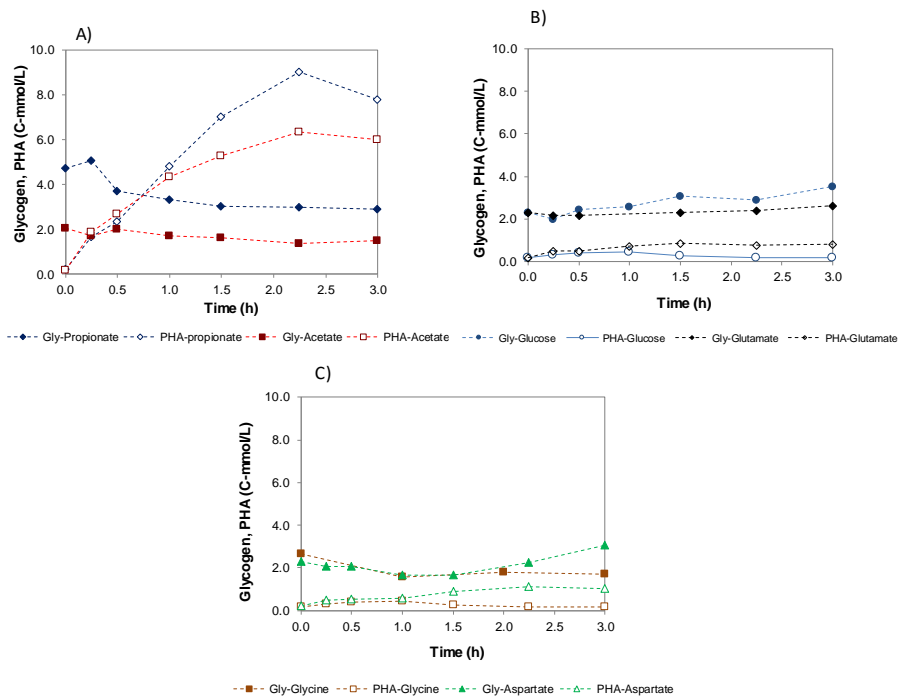 A)
Glycogen, PHA (C-mmol/L)
10.0
8.0
6.0
4.0
2.0
0.0
0.0 0.5 1.0 1.5 2.0 2.5 3.0
Time (h)
Gly-Propionate PHA-propionate Gly-Acetate PHA-Acetate
B)
Glycogen, PHA (C-mmol/L)
10.0
8.0
6.0
4.0
2.0
0.0
0.0 0.5 1.0 1.5 2.0 2.5 3.0
Time (h)
Gly-Glucose PHA-Glucose Gly-Glutamate PHA-Glutamate
C)
Glycogen, PHA (C-mmol/L)
10.0
8.0
6.0
4.0
2.0
0.0
0.0 0.5 1.0 1.5 2.0 2.5 3.0
Time (h)
Gly-Glycine PHA-Glycine Gly-Aspartate PHA-Aspartate